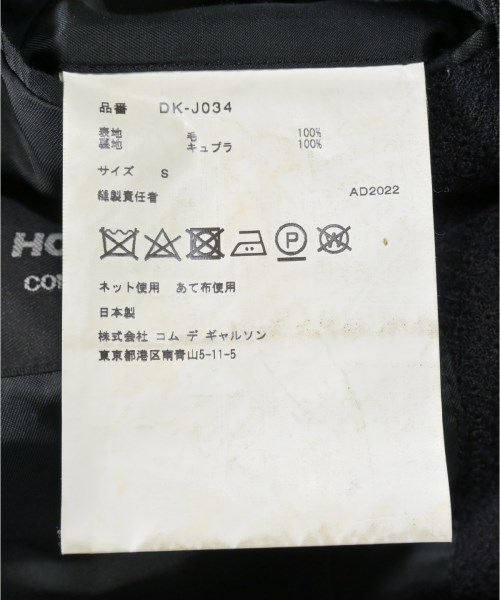 品番 DK-J034
表地 毛 100%
裏地 キュプラ 100%
サイズ S
縫製責任者 AD2022
P
W
ネット使用 あて布使用
日本製
株式会社 コム デ ギャルソン
東京都港区南青山5-11-5